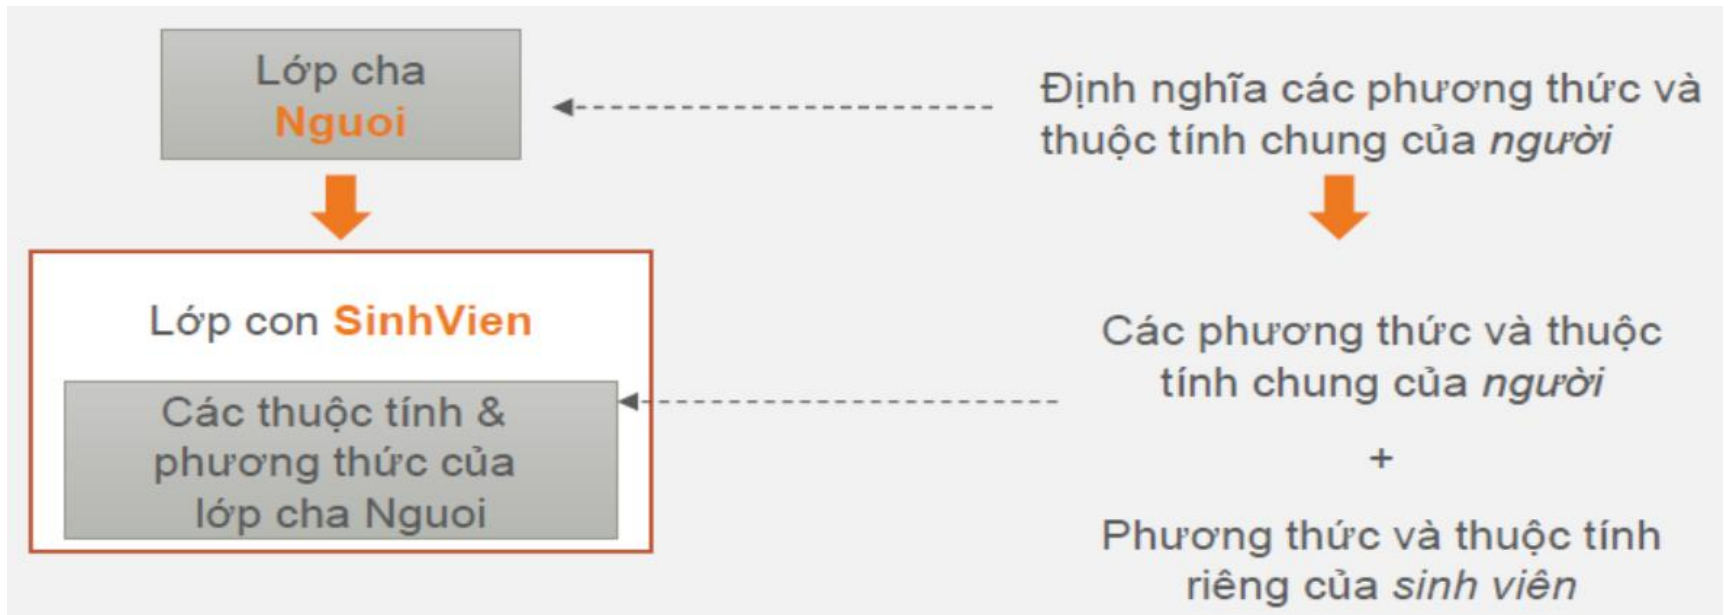 Lớp cha
Nguoi
Định nghĩa các phương thức và
thuộc tính chung của người
Lớp con SinhVien
Các thuộc tính &
phương thức của
lớp cha Nguoi
Các phương thức và thuộc
tính chung của người
+
Phương thức và thuộc tính
riêng của sinh viên